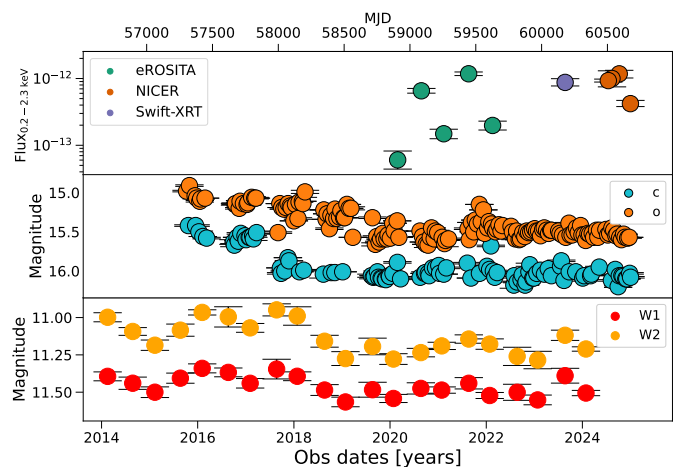 MJD
57000 57500 58000 58500 59000 59500 60000 60500
Flux0.2−2.3 keV
10−12
10−13
eROSITA
NICER
Swift-XRT
Magnitude
15.0
15.5
16.0
c
o
Magnitude
11.00
11.25
11.50
W1
W2
2014 2016 2018 2020 2022 2024
Obs dates [years]